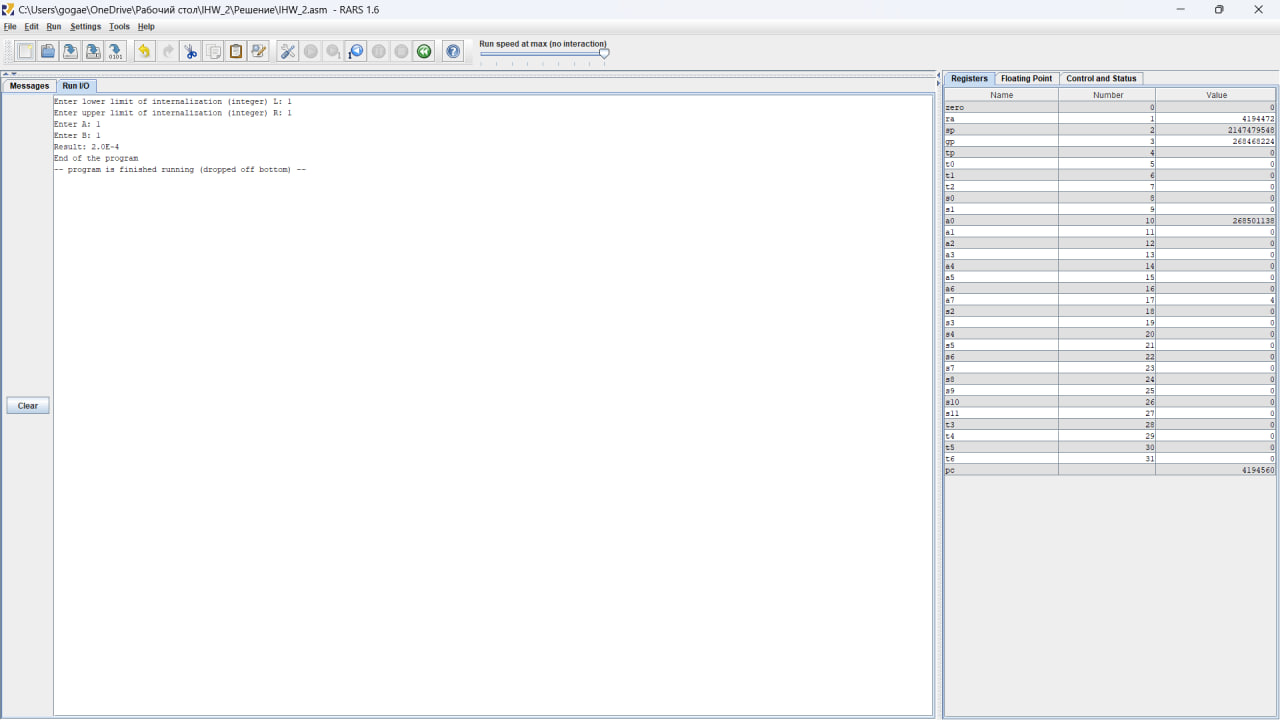 C:\Users\gogae\OneDrive\Рабочий стол\IHW_2\Решение\IHW_2.asm - RARS 1.6
File Edit Run Settings Tools Help
Run speed at max (no interaction)
Messages Run I/O
Enter lower limit of internalization (integer) L: 1
Enter upper limit of internalization (integer) R: 1
Enter A: 1
Enter B: 1
Result: 2.0E-4
End of the program
-- program is finished running (dropped off bottom) --
Clear
Registers Floating Point Control and Status
Name Number Value
zero 0 0
ra 1 4194472
sp 2 2147479548
gp 3 268468224
tp 4 0
t0 5 0
t1 6 0
t2 7 0
s0 8 0
s1 9 0
a0 10 268501138
a1 11 0
a2 12 0
a3 13 0
a4 14 0
a5 15 0
a6 16 0
a7 17 4
s2 18 0
s3 19 0
s4 20 0
s5 21 0
s6 22 0
s7 23 0
s8 24 0
s9 25 0
s10 26 0
s11 27 0
t3 28 0
t4 29 0
t5 30 0
t6 31 0
pc 4194560